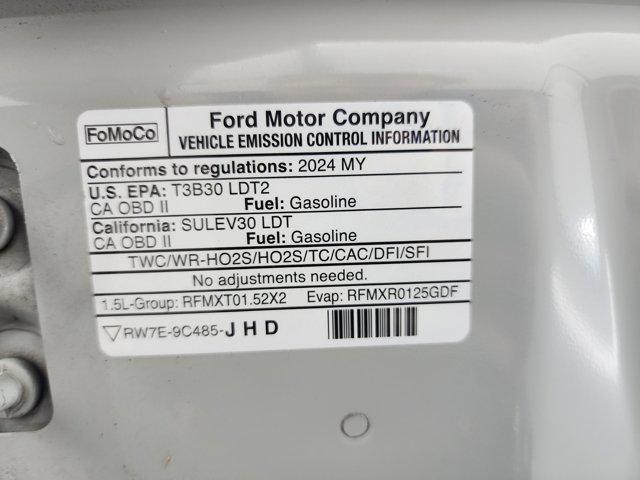 FoMoCo
Ford Motor Company
VEHICLE EMISSION CONTROL INFORMATION
Conforms to regulations: 2024 MY
U.S. EPA: T3B30 LDT2
CA OBD II Fuel: Gasoline
California: SULEV30 LDT
CA OBD II Fuel: Gasoline
TWC/WR-HO2S/HO2S/TC/CAC/DFI/SFI
No adjustments needed.
1.5L-Group: RFMXT01.52X2 Evap: RFMXR0125GDF
RW7E-9C485-JHD